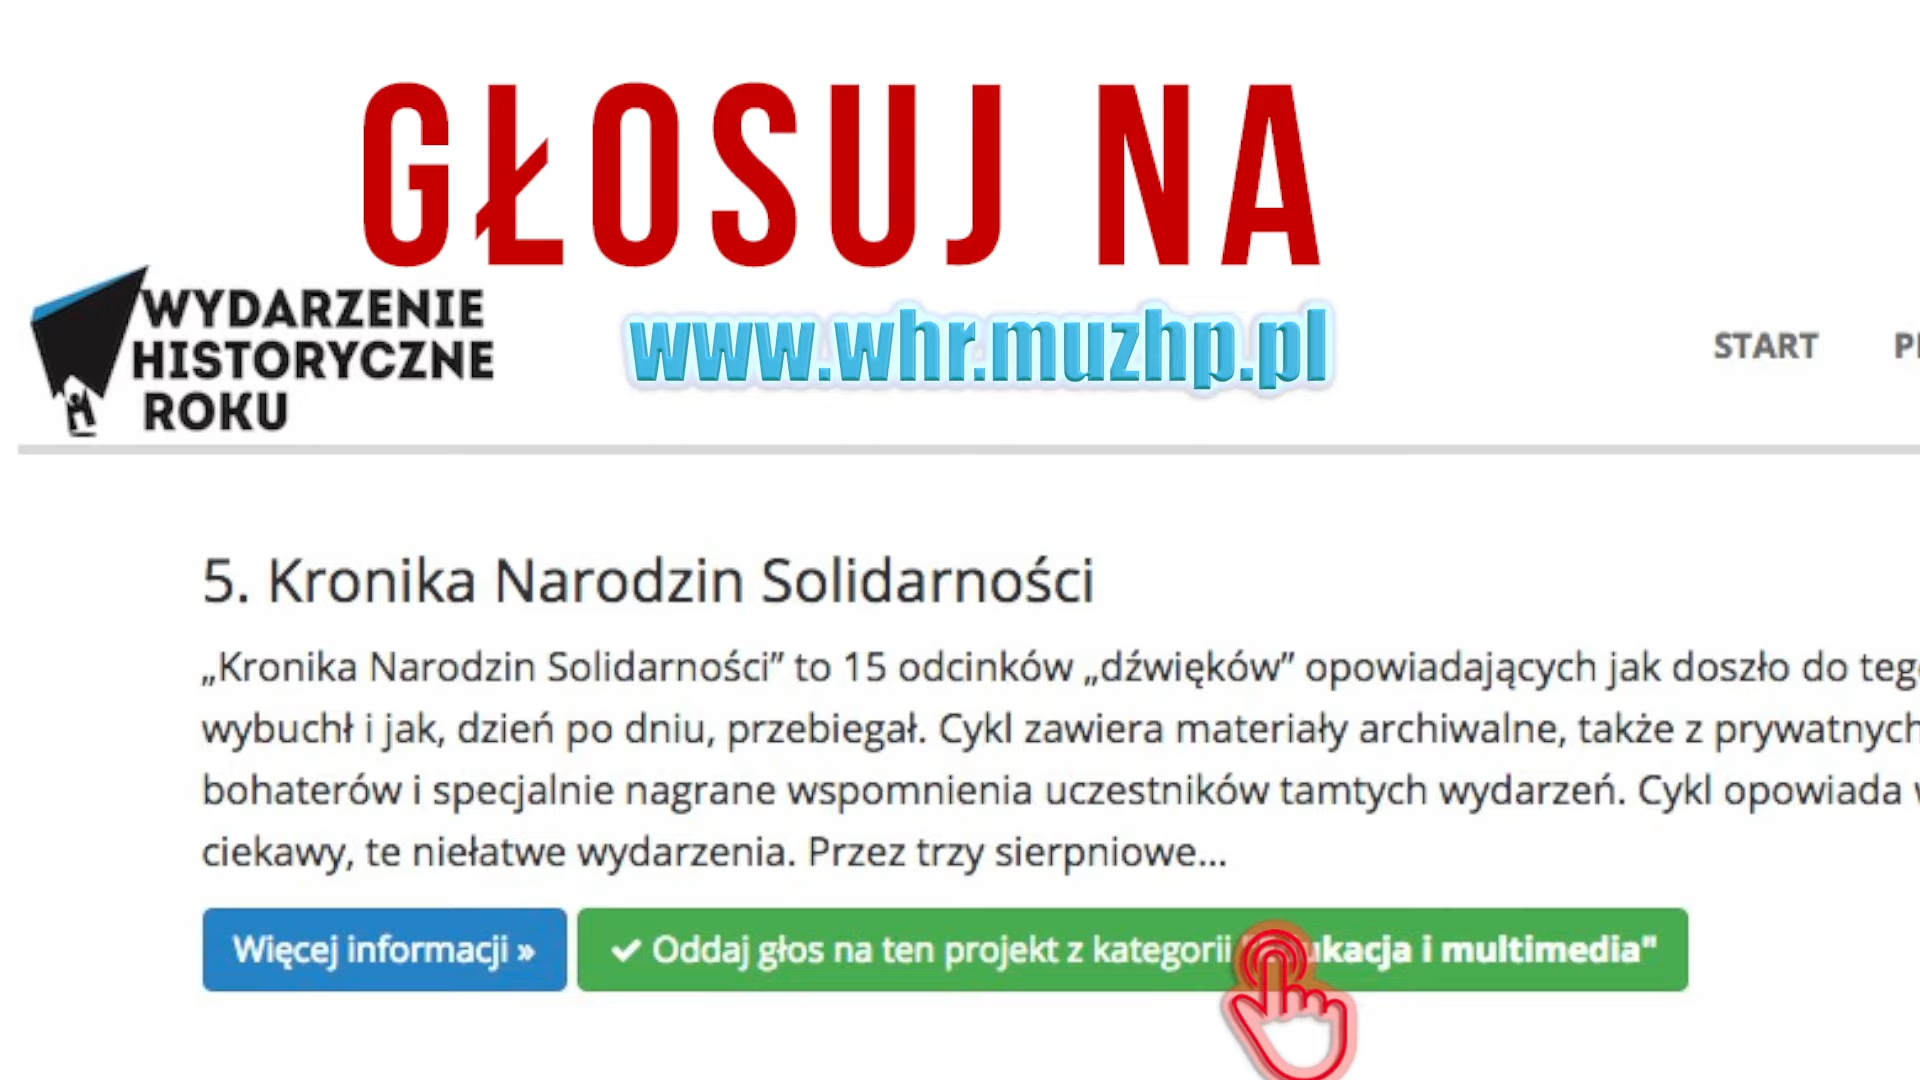 GŁOSUJ NA
WYDARZENIE
HISTORYCZNE
ROKU
www.whr.muzhp.pl
START
5. Kronika Narodzin Solidarności
„Kronika Narodzin Solidarności” to 15 odcinków „dźwięków” opowiadających jak doszło do
wybuchł i jak, dzień po dniu, przebiegał. Cykl zawiera materiały archiwalne, także z prywatnych
bohaterów i specjalnie nagrane wspomnienia uczestników tamtych wydarzeń. Cykl opowiada
ciekawy, te niełatwe wydarzenia. Przez trzy sierpniowe...
Więcej informacji »
Oddaj głos na ten projekt z kategorii i multimedia"